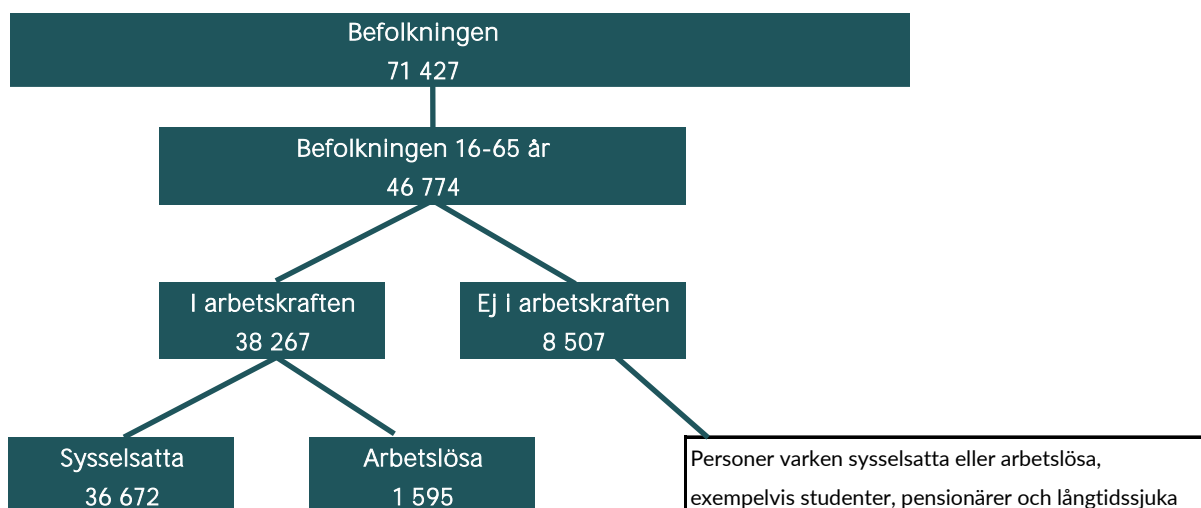 Befolkningen
71 427
Befolkningen 16-65 år
46 774
I arbetskraften
38 267
Ej i arbetskraften
8 507
Sysselsatta
36 672
Arbetslösa
1 595
Personer varken sysselsatta eller arbetslösa,
exempelvis studenter, pensionärer och långtidssjuka